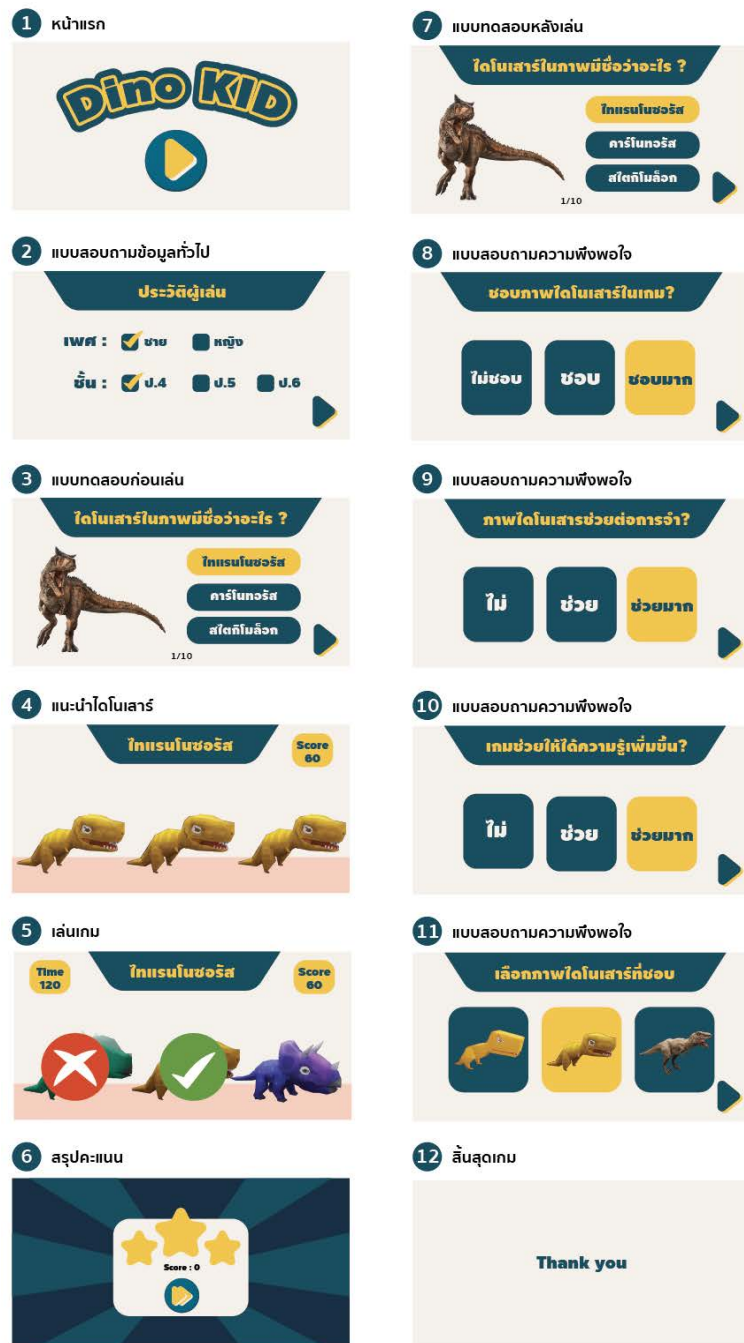 1 หน้าแรก
Dino KID
2 แบบสอบถามข้อมูลทั่วไป
ประวัติผู้เล่น
เพศ : ชาย หญิง
ชั้น : ป.4 ป.5 ป.6
3 แบบทดสอบก่อนเล่น
ไดโนเสาร์ในภาพมีชื่อว่าอะไร ?
ไทแรนโนซอรัส
คาร์โนทอรัส
สไตกิโมล็อก
1/10
4 แนะนำไดโนเสาร์
ไทแรนโนซอรัส
Score
60
5 เล่นเกม
Time
120
ไทแรนโนซอรัส
Score
60
6 สรุปคะแนน
Score : 0
7 แบบทดสอบหลังเล่น
ไดโนเสาร์ในภาพมีชื่อว่าอะไร ?
ไทแรนโนซอรัส
คาร์โนทอรัส
สไตกิโมล็อก
1/10
8 แบบสอบถามความพึงพอใจ
ชอบภาพไดโนเสาร์ในเกม?
ไม่ชอบ ชอบ ชอบมาก
9 แบบสอบถามความพึงพอใจ
ภาพไดโนเสารช่วยต่อการจำ?
ไม่ ช่วย ช่วยมาก
10 แบบสอบถามความพึงพอใจ
เกมช่วยให้ได้ความรู้เพิ่มขึ้น?
ไม่ ช่วย ช่วยมาก
11 แบบสอบถามความพึงพอใจ
เลือกภาพไดโนเสาร์ที่ชอบ
12 สิ้นสุดเกม
Thank you